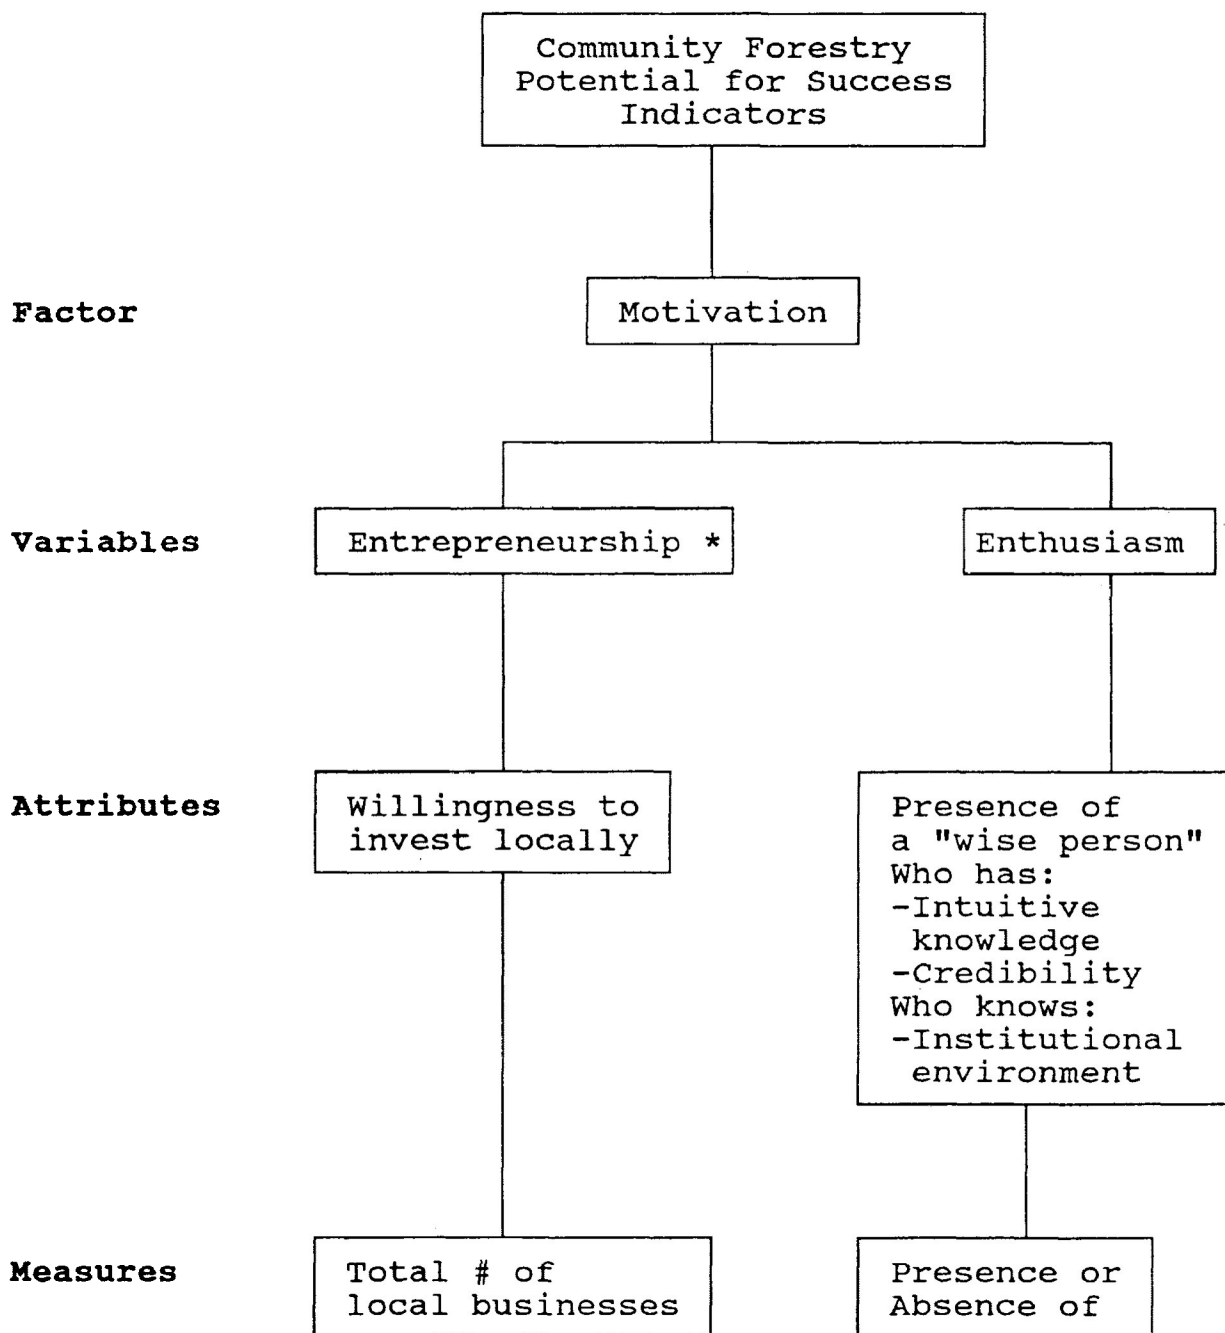 Community Forestry
Potential for Success
Indicators
Factor
Motivation
Variables
Entrepreneurship *
Enthusiasm
Attributes
Willingness to
invest locally
Presence of
a "wise person"
Who has:
-Intuitive
knowledge
-Credibility
Who knows:
-Institutional
environment
Measures
Total # of
local businesses
Presence or
Absence of